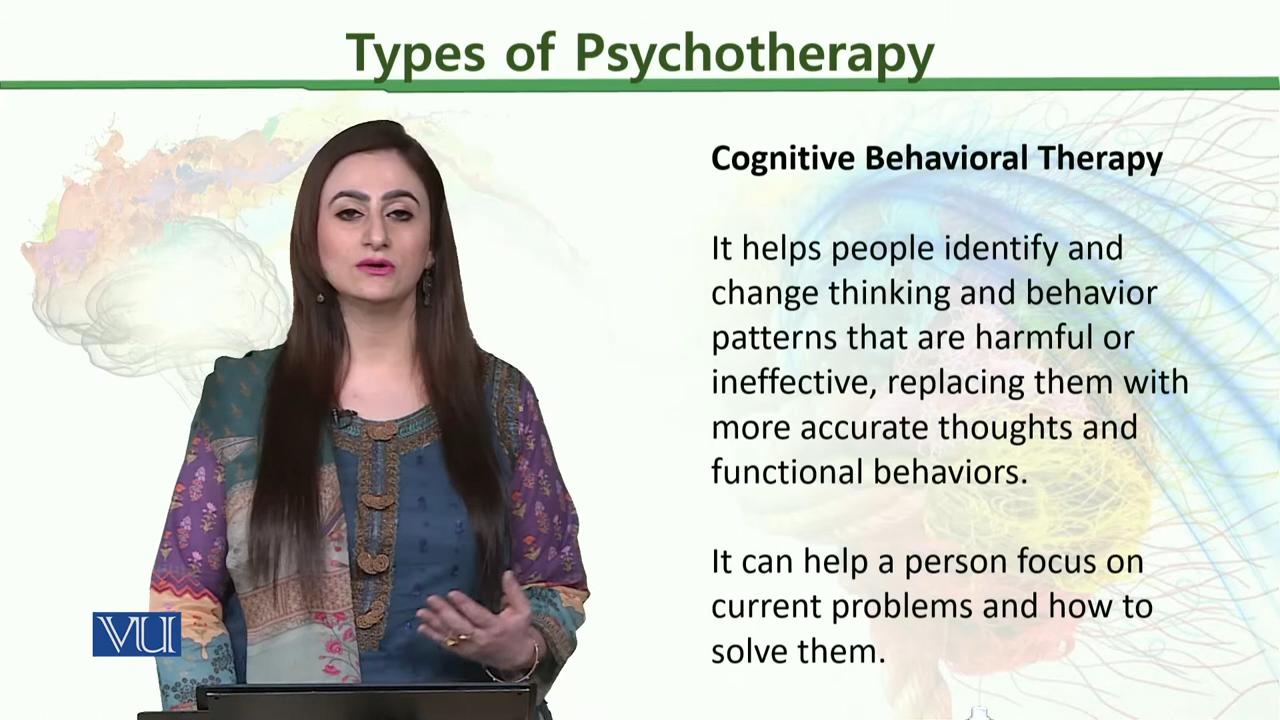 Types of Psychotherapy
Cognitive Behavioral Therapy
It helps people identify and
change thinking and behavior
patterns that are harmful or
ineffective, replacing them with
more accurate thoughts and
functional behaviors.
It can help a person focus on
current problems and how to
solve them.
VU